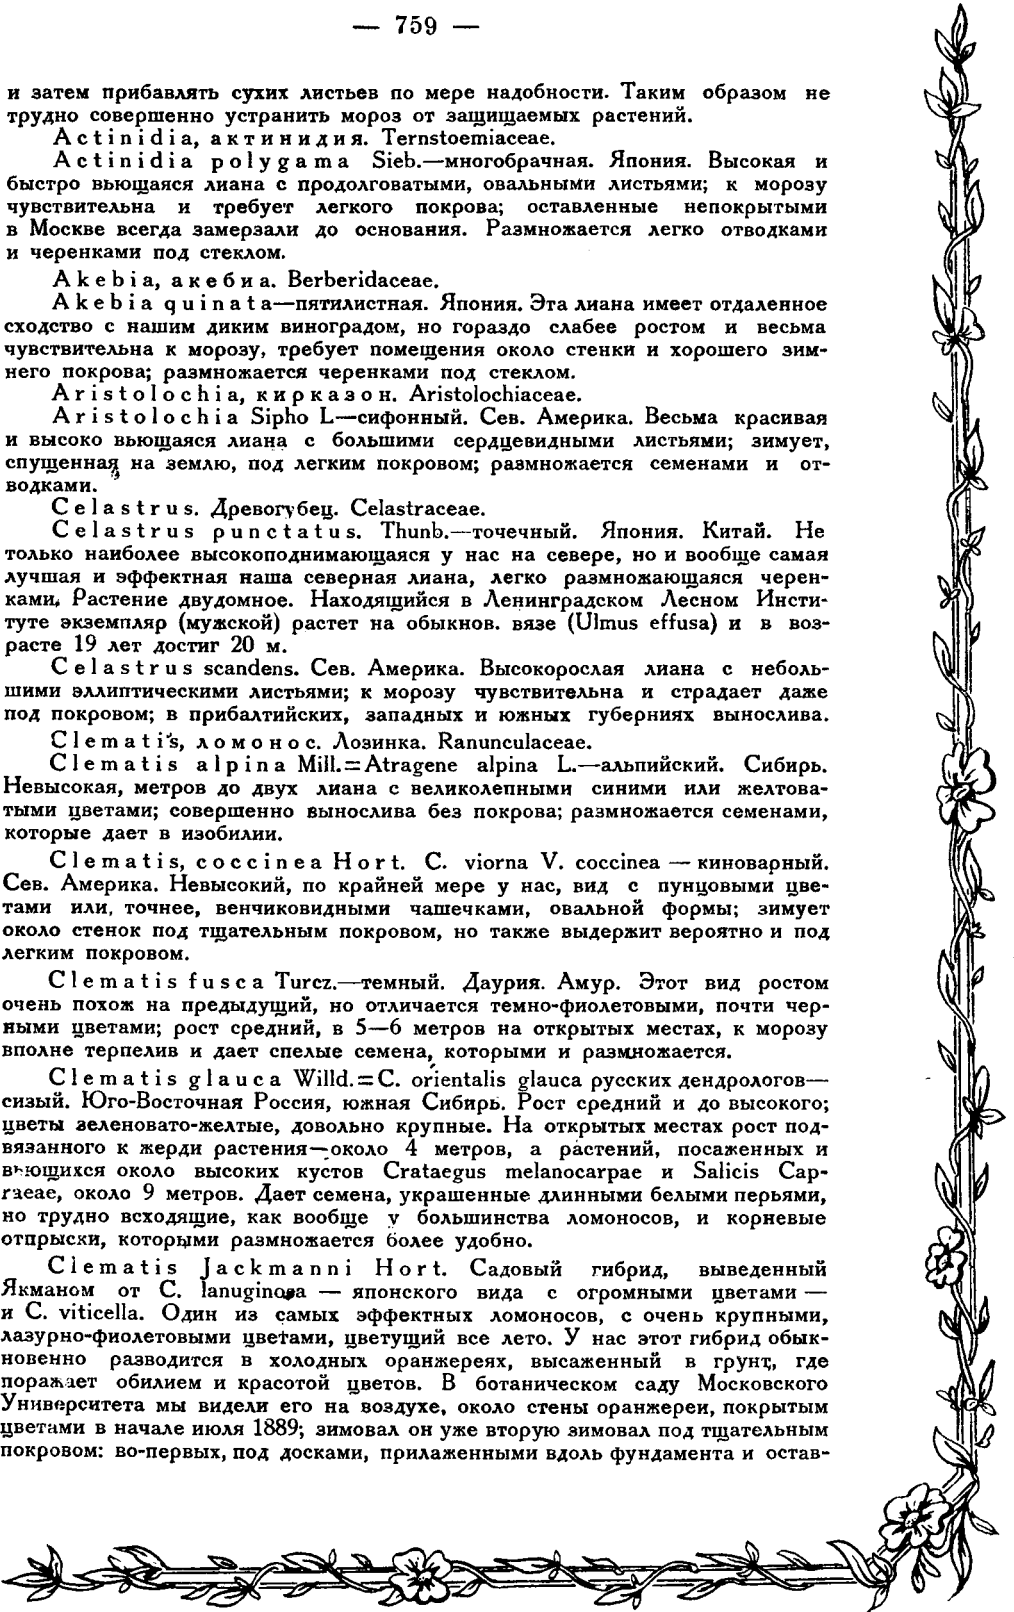 — 759 —
и затем прибавлять сухих листьев по мере надобности. Таким образом не
трудно совершенно устранить мороз от защищаемых растений.
Actinidia, актинидия. Ternstoemiaceae.
Actinidia polygama Sieb.—многобрачная. Япония. Высокая и
быстро вьющаяся лиана с продолговатыми, овальными листьями; к морозу
чувствительна и требует легкого покрова; оставленные непокрытыми
в Москве всегда замерзали до основания. Размножается легко отводками
и черенками под стеклом.
Akebia, акебиа. Berberidaceae.
Akebia quinata—пятилистная. Япония. Эта лиана имеет отдаленное
сходство с нашим диким виноградом, но гораздо слабее ростом и весьма
чувствительна к морозу, требует помещения около стенки и хорошего зим-
него покрова; размножается черенками под стеклом.
Aristolochia, кирказон. Aristolochiaceae.
Aristolochia Sipho L—сифонный. Сев. Америка. Весьма красивая
и высоко вьющаяся лиана с большими сердцевидными листьями; зимует,
спущенная на землю, под легким покровом; размножается семенами и от-
водками.
Celastrus. Древогубец. Celastraceae.
Celastrus punctatus. Thunb.—точечный. Япония. Китай. Не
только наиболее высокоподнимающаяся у нас на севере, но и вообще самая
лучшая и эффектная наша северная лиана, легко размножающаяся черен-
ками. Растение двудомное. Находящийся в Ленинградском Лесном Инсти-
туте экземпляр (мужской) растет на обыкнов. вязе (Ulmus effusa) и в воз-
расте 19 лет достиг 20 м.
Celastrus scandens. Сев. Америка. Высокорослая лиана с неболь-
шими эллиптическими листьями; к морозу чувствительна и страдает даже
под покровом; в прибалтийских, западных и южных губерниях вынослива.
Clematis, ломонос. Лозинка. Ranunculaceae.
Clematis alpina Mill.=Atragene alpina L.—альпийский. Сибирь.
Невысокая, метров до двух лиана с великолепными синими или желтова-
тыми цветами; совершенно вынослива без покрова; размножается семенами,
которые дает в изобилии.
Clematis, coccinea Hort. C. viorna V. coccinea — киноварный.
Сев. Америка. Невысокий, по крайней мере у нас, вид с пунцовыми цве-
тами или, точнее, венчиковидными чашечками, овальной формы; зимует
около стенок под тщательным покровом, но также выдержит вероятно и под
легким покровом.
Clematis fusca Turcz.—темный. Даурия. Амур. Этот вид ростом
очень похож на предыдущий, но отличается темно-фиолетовыми, почти чер-
ными цветами; рост средний, в 5—6 метров на открытых местах, к морозу
вполне терпелив и дает спелые семена, которыми и размножается.
Clematis glauca Willd.=C. orientalis glauca русских дендрологов—
сизый. Юго-Восточная Россия, южная Сибирь. Рост средний и до высокого;
цветы зеленовато-желтые, довольно крупные. На открытых местах рост под-
вязанного к жерди растения—около 4 метров, а растений, посаженных и
вьющихся около высоких кустов Crataegus melanocarpae и Salicis Cap-
raeae, около 9 метров. Дает семена, украшенные длинными белыми перьями,
но трудно всходящие, как вообще у большинства ломоносов, и корневые
отпрыски, которыми размножается более удобно.
Clematis Jackmanni Hort. Садовый гибрид, выведенный
Якманом от C. lanuginosa — японского вида с огромными цветами —
и C. viticella. Один из самых эффектных ломоносов, с очень крупными,
лазурно-фиолетовыми цветами, цветущий все лето. У нас этот гибрид обык-
новенно разводится в холодных оранжереях, высаженный в грунт, где
поражает обилием и красотой цветов. В ботаническом саду Московского
Университета мы видели его на воздухе, около стены оранжереи, покрытым
цветами в начале июля 1889; зимовал он уже вторую зимовал под тщательным
покровом: во-первых, под досками, прилаженными вдоль фундамента и остав-